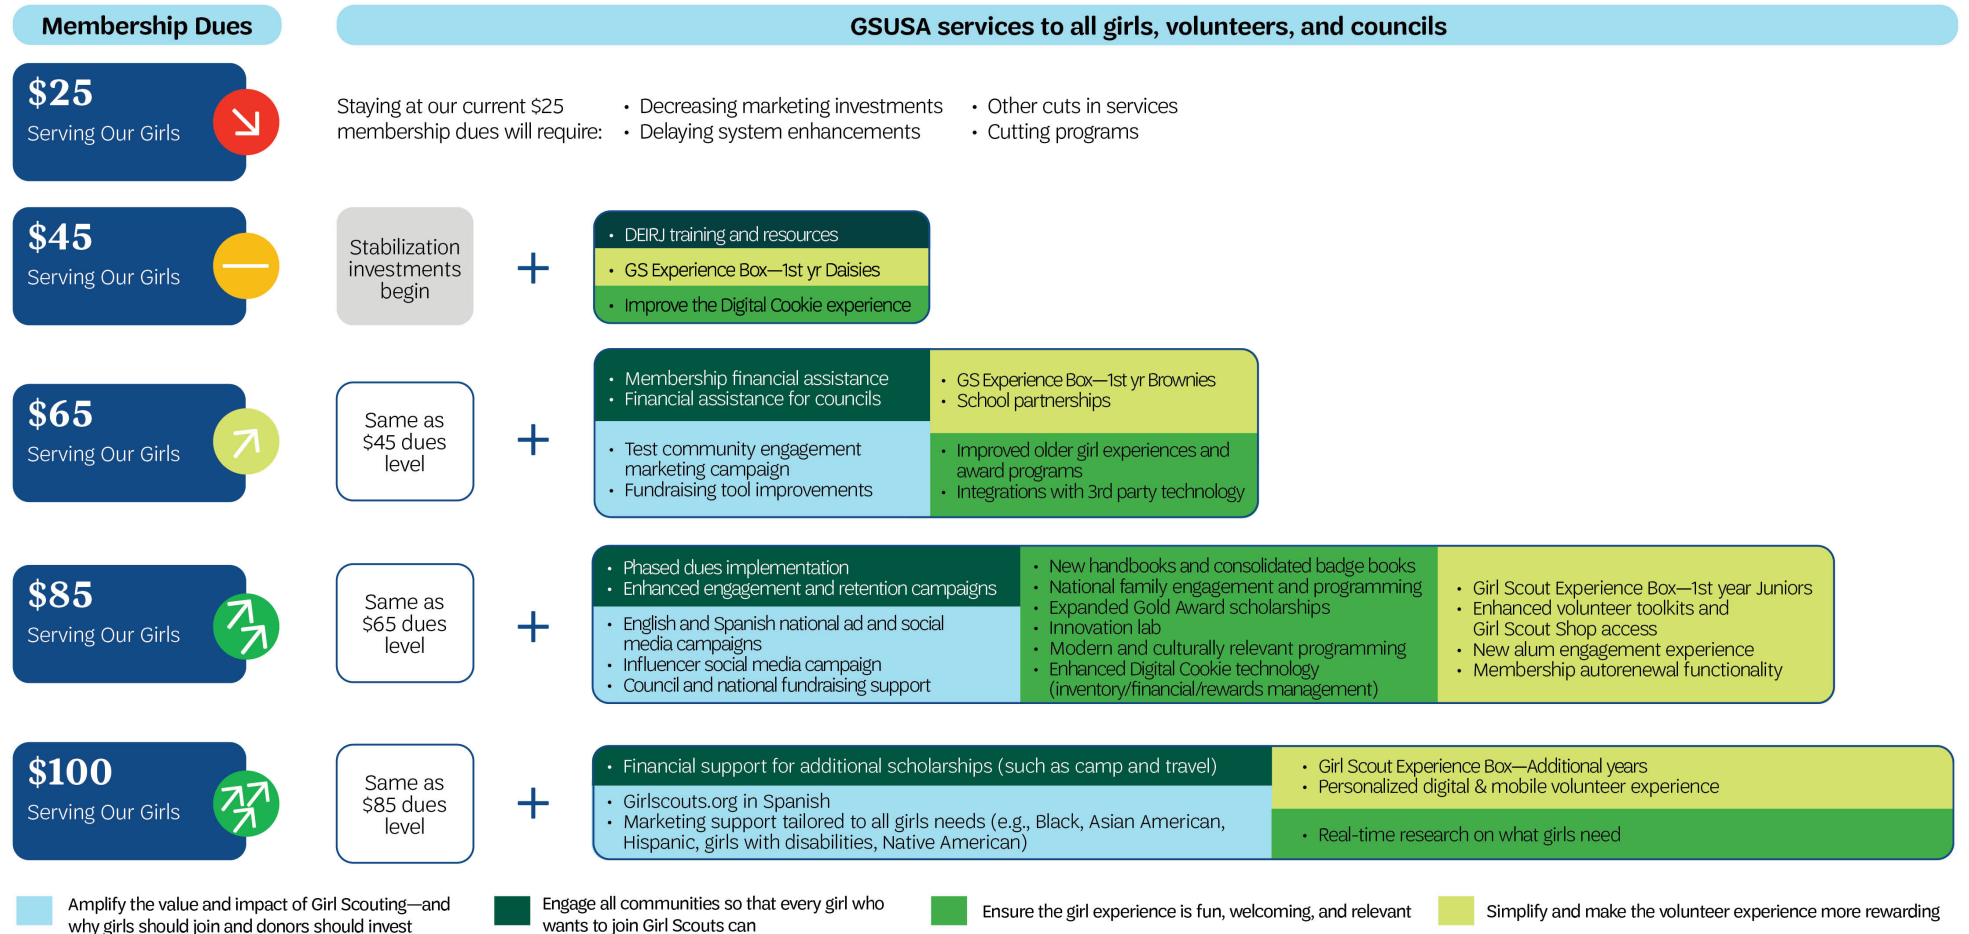 Membership Dues
GSUSA services to all girls, volunteers, and councils
$25
Serving Our Girls
Staying at our current $25
membership dues will require:
• Decreasing marketing investments
• Delaying system enhancements
• Other cuts in services
• Cutting programs
$45
Serving Our Girls
Stabilization
investments
begin
+
• DEIRJ training and resources
• GS Experience Box—1st yr Daisies
• Improve the Digital Cookie experience
$65
Serving Our Girls
Same as
$45 dues
level
+
• Membership financial assistance
• Financial assistance for councils
• Test community engagement
marketing campaign
• Fundraising tool improvements
• GS Experience Box—1st yr Brownies
• School partnerships
• Improved older girl experiences and
award programs
• Integrations with 3rd party technology
$85
Serving Our Girls
Same as
$65 dues
level
+
• Phased dues implementation
• Enhanced engagement and retention campaigns
• English and Spanish national ad and social
media campaigns
• Influencer social media campaign
• Council and national fundraising support
• New handbooks and consolidated badge books
• National family engagement and programming
• Expanded Gold Award scholarships
• Innovation lab
• Modern and culturally relevant programming
• Enhanced Digital Cookie technology
(inventory/financial/rewards management)
• Girl Scout Experience Box—1st year Juniors
• Enhanced volunteer toolkits and
Girl Scout Shop access
• New alum engagement experience
• Membership autorenewal functionality
$100
Serving Our Girls
Same as
$85 dues
level
+
• Financial support for additional scholarships (such as camp and travel)
• Girlscouts.org in Spanish
• Marketing support tailored to all girls needs (e.g., Black, Asian American,
Hispanic, girls with disabilities, Native American)
• Girl Scout Experience Box—Additional years
• Personalized digital & mobile volunteer experience
• Real-time research on what girls need
Amplify the value and impact of Girl Scouting—and
why girls should join and donors should invest
Engage all communities so that every girl who
wants to join Girl Scouts can
Ensure the girl experience is fun, welcoming, and relevant
Simplify and make the volunteer experience more rewarding